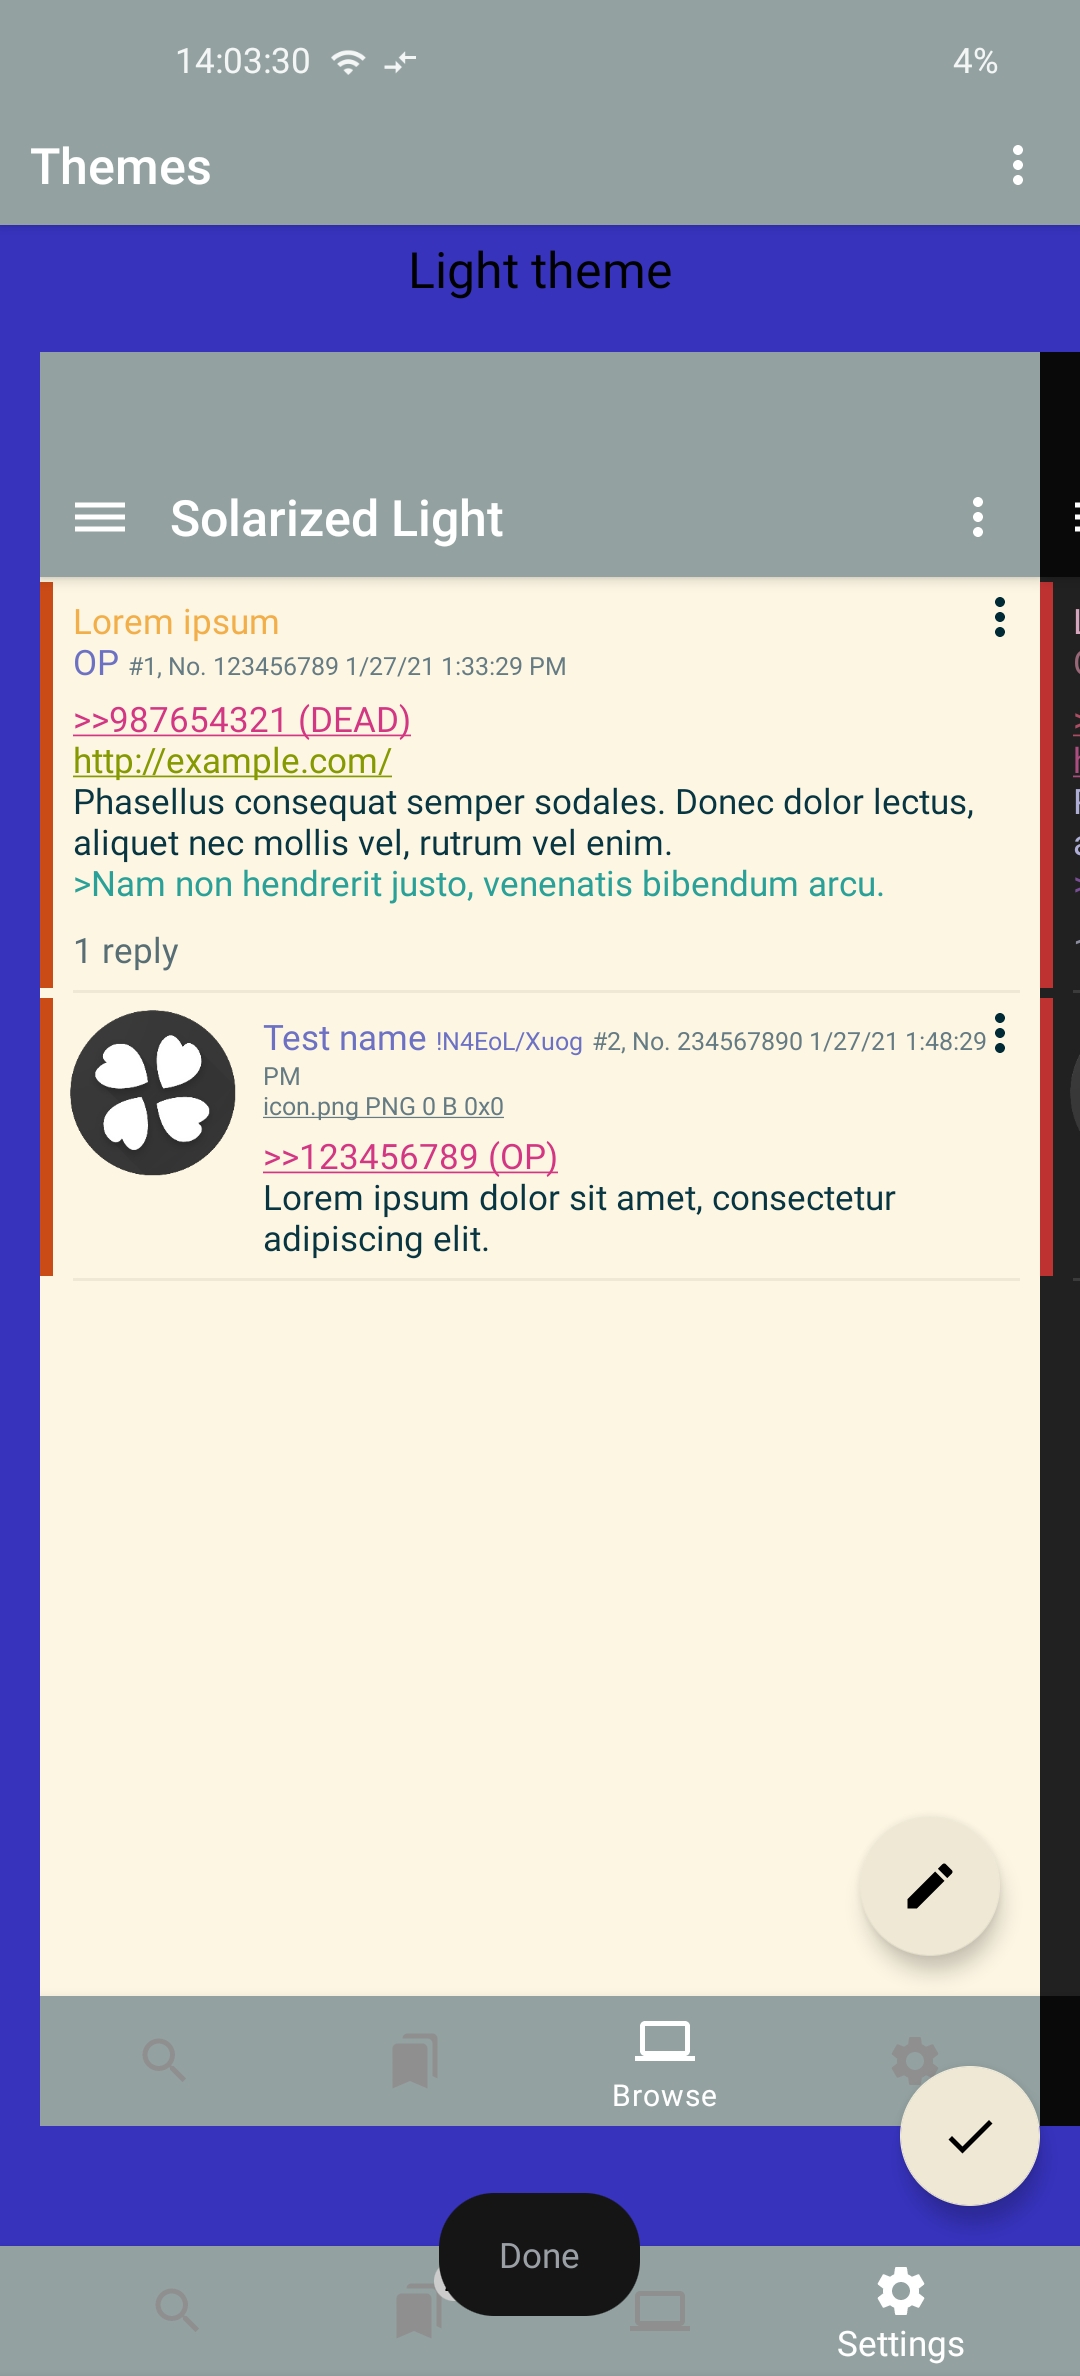 14:03:30
4%
Themes
Light theme
Solarized Light
Lorem ipsum
OP #1, No. 123456789 1/27/21 1:33:29 PM
>>987654321 (DEAD)
http://example.com/
Phasellus consequat semper sodales. Donec dolor lectus,
aliquet nec mollis vel, rutrum vel enim.
>Nam non hendrerit justo, venenatis bibendum arcu.
1 reply
Test name !N4EoL/Xuog #2, No. 234567890 1/27/21 1:48:29
PM
icon.png PNG 0 B 0x0
>>123456789 (OP)
Lorem ipsum dolor sit amet, consectetur
adipiscing elit.
Browse
Done
Settings